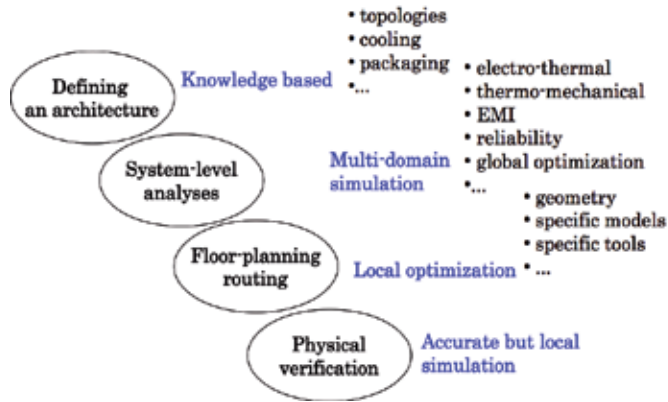 • topologies
• cooling
• packaging
•...
Defining
an architecture
Knowledge based
• electro-thermal
• thermo-mechanical
• EMI
• reliability
• global optimization
•...
System-level
analyses
Multi-domain
simulation
• geometry
• specific models
• specific tools
• ...
Floor-planning
routing
Local optimization
Physical
verification
Accurate but local
simulation